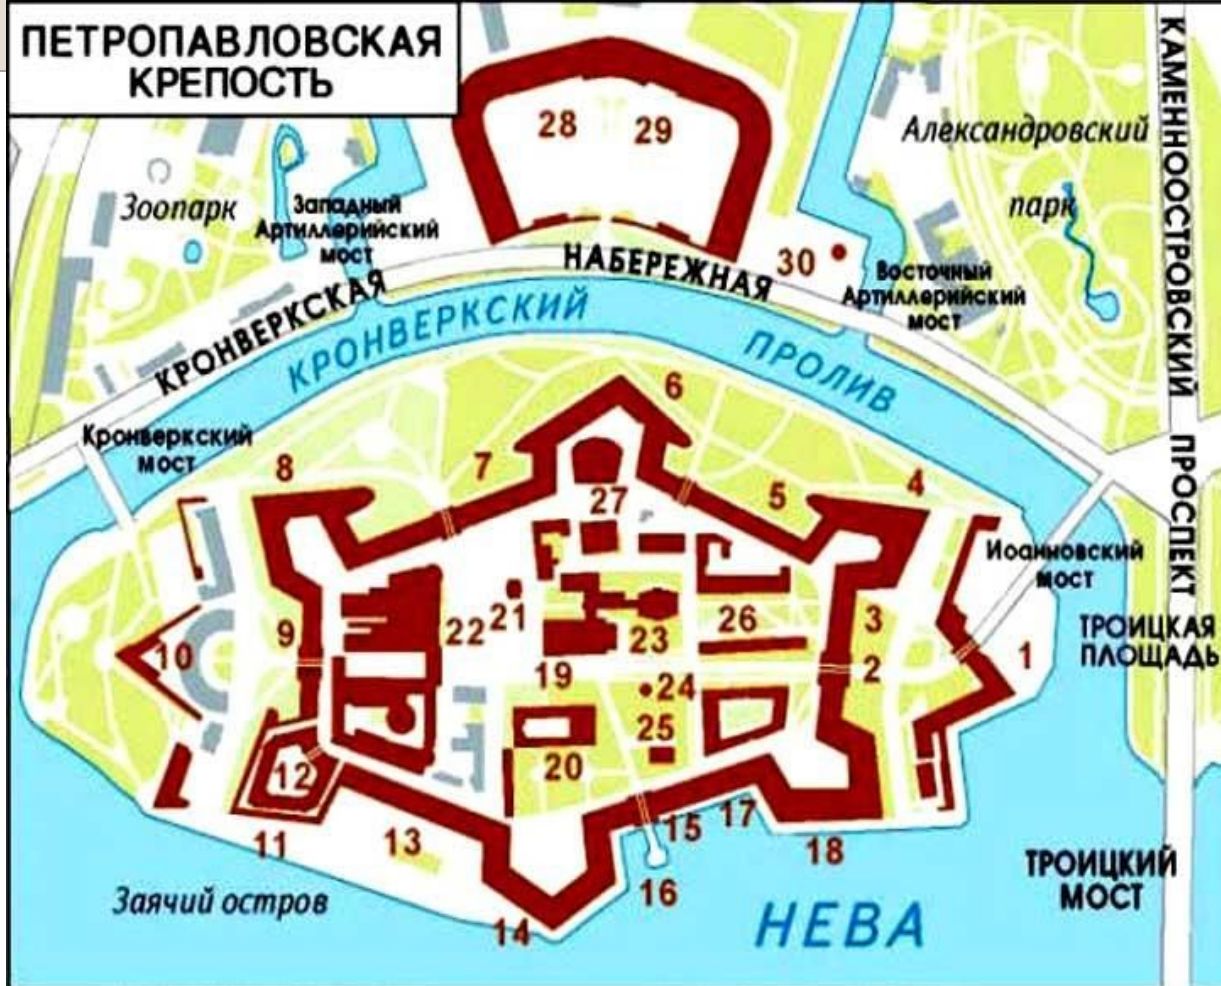 ПЕТРОПАВЛОВСКАЯ
КРЕПОСТЬ
28
29
Александровский
парк
КАМЕННООСТРОВСКИЙ ПРОСПЕКТ
Зоопарк
Западный
Артиллерийский
мост
30
Восточный
Артиллерийский
мост
КРОНВЕРКСКАЯ НАБЕРЕЖНАЯ
КРОНВЕРКСКИЙ ПРОЛИВ
Кронверкский
мост
6
7
8
5
4
27
Иоанновский
мост
3
26
23
22
21
9
10
2
1
ТРОИЦКАЯ
ПЛОЩАДЬ
19
24
25
20
12
11
13
15
17
18
16
14
ТРОИЦКИЙ
МОСТ
Заячий остров
НЕВА